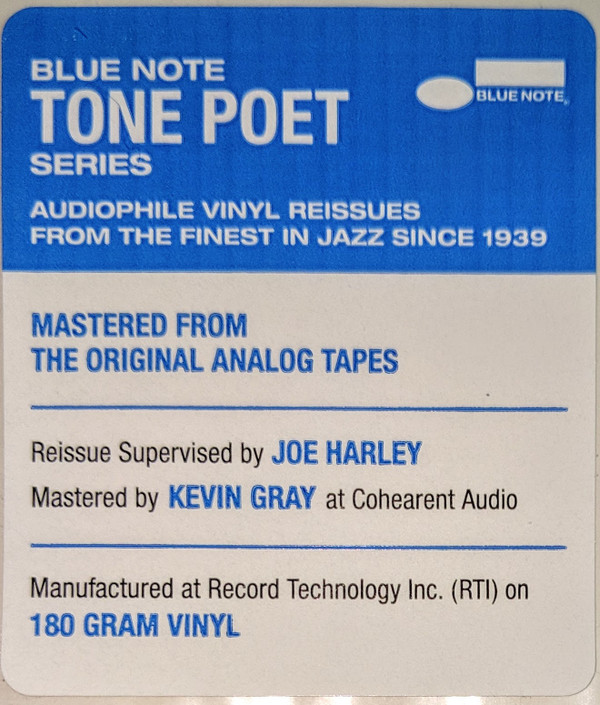 BLUE NOTE
TONE POET
SERIES
BLUE NOTE®
AUDIOPHILE VINYL REISSUES
FROM THE FINEST IN JAZZ SINCE 1939
MASTERED FROM
THE ORIGINAL ANALOG TAPES
Reissue Supervised by JOE HARLEY
Mastered by KEVIN GRAY at Cohearent Audio
Manufactured at Record Technology Inc. (RTI) on
180 GRAM VINYL